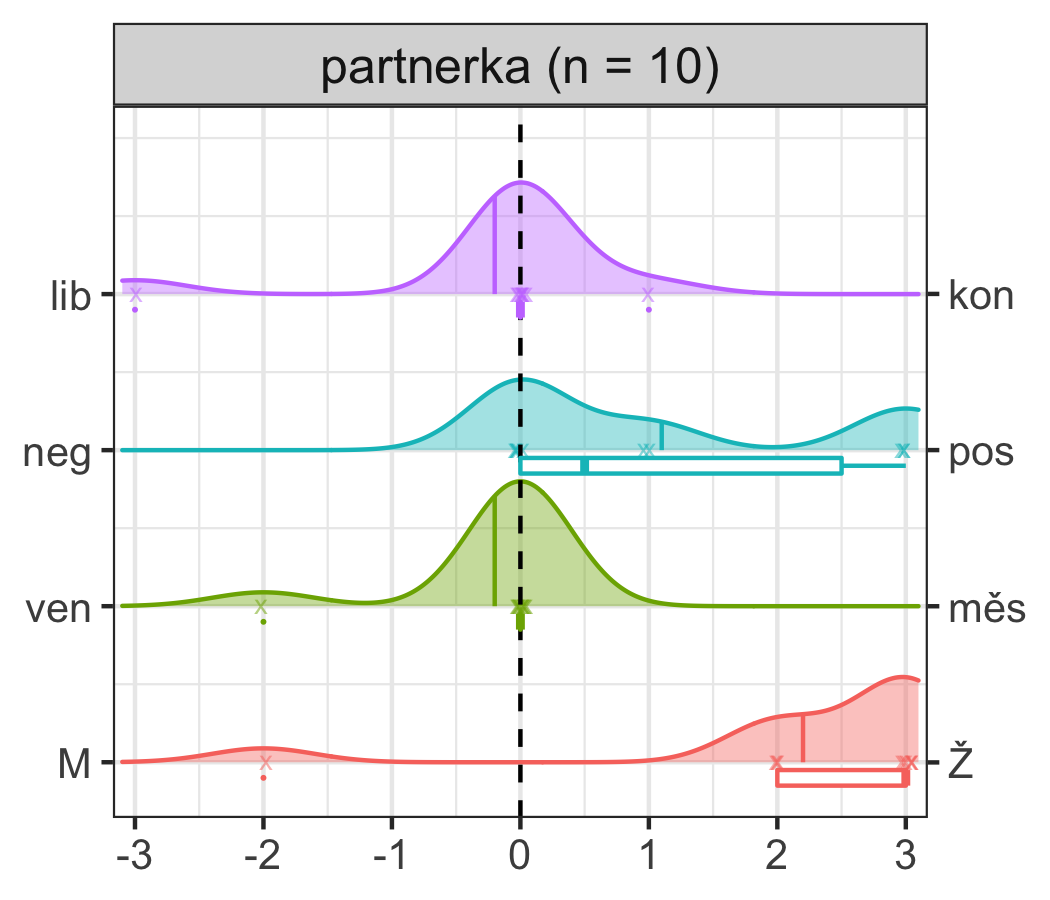 partnerka (n = 10)
lib kon
neg pos
ven měs
M Ž
-3 -2 -1 0 1 2 3